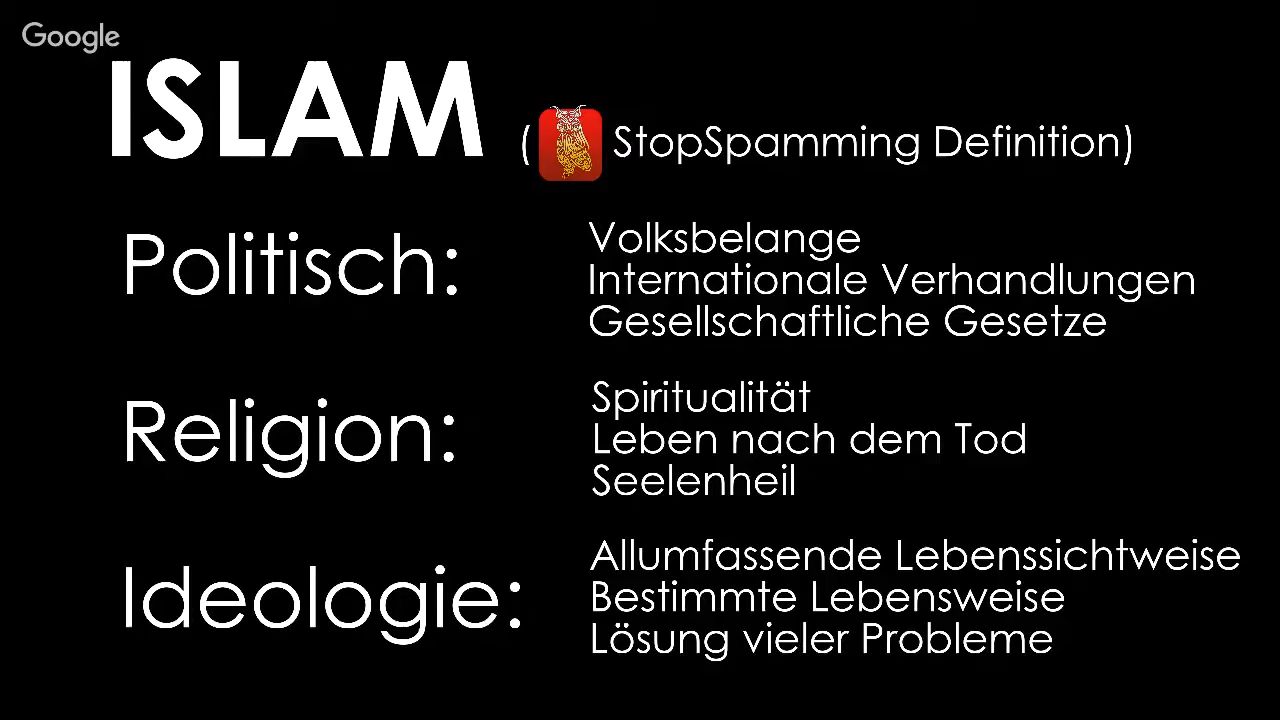 Google
ISLAM ( StopSpamming Definition)
Politisch:
Volksbelange
Internationale Verhandlungen
Gesellschaftliche Gesetze
Religion:
Spiritualität
Leben nach dem Tod
Seelenheil
Ideologie:
Allumfassende Lebenssichtweise
Bestimmte Lebensweise
Lösung vieler Probleme